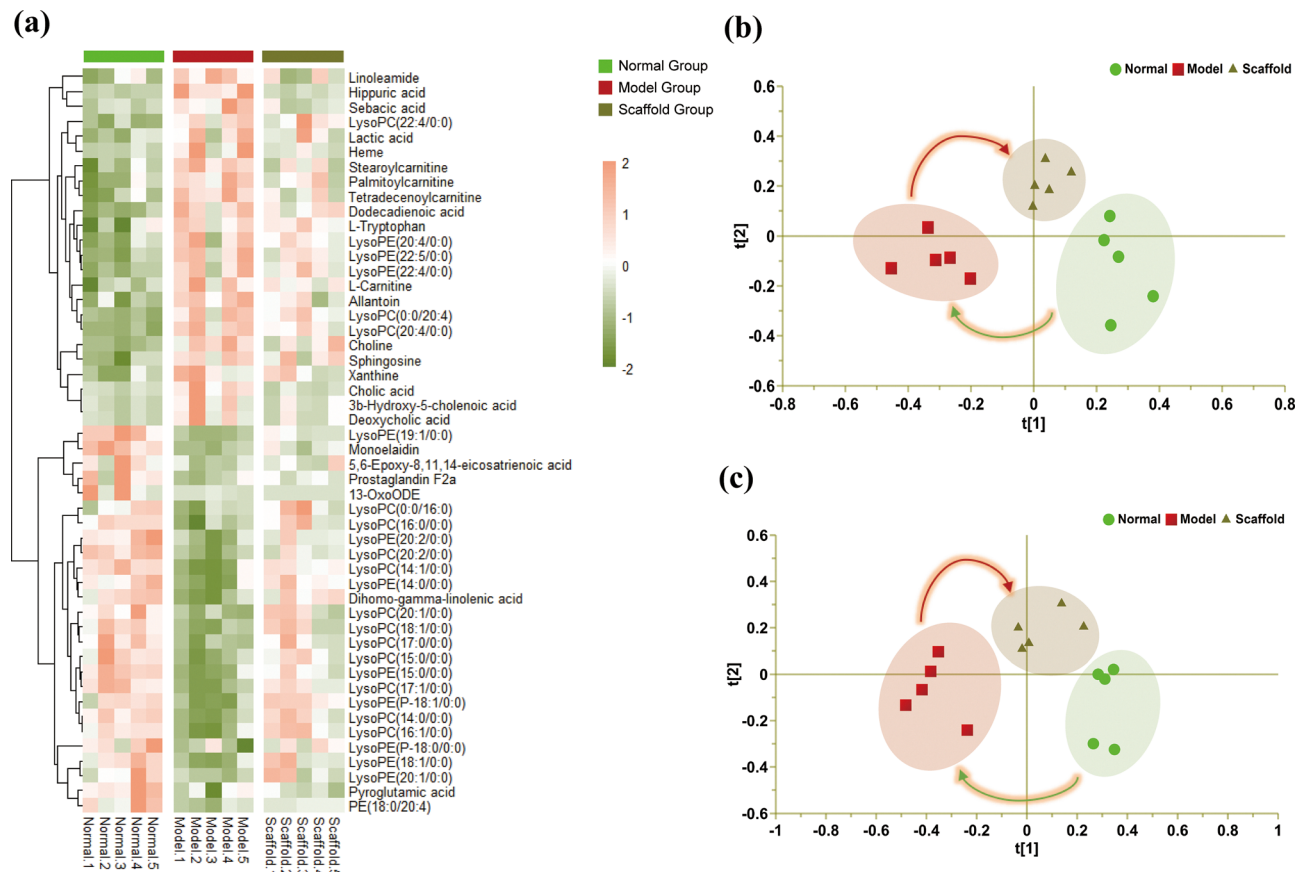 (a)
Normal Group
Model Group
Scaffold Group
2
1
0
-1
-2
Linoleamide
Hippuric acid
Sebacic acid
LysoPC(22:4/0:0)
Lactic acid
Heme
Stearoylcarnitine
Palmitoylcarnitine
Tetradecenoylcarnitine
Dodecadienoic acid
L-Tryptophan
LysoPE(20:4/0:0)
LysoPE(22:5/0:0)
LysoPE(22:4/0:0)
L-Carnitine
Allantoin
LysoPC(0:0/20:4)
LysoPC(20:4/0:0)
Choline
Sphingosine
Xanthine
Cholic acid
3b-Hydroxy-5-cholenoic acid
Deoxycholic acid
LysoPE(19:1/0:0)
Monoelaidin
5,6-Epoxy-8,11,14-eicosatrienoic acid
Prostaglandin F2a
13-OxoODE
LysoPC(0:0/16:0)
LysoPC(16:0/0:0)
LysoPE(20:2/0:0)
LysoPC(20:2/0:0)
LysoPC(14:1/0:0)
LysoPE(14:0/0:0)
Dihomo-gamma-linolenic acid
LysoPC(20:1/0:0)
LysoPC(18:1/0:0)
LysoPC(17:0/0:0)
LysoPC(15:0/0:0)
LysoPE(15:0/0:0)
LysoPC(17:1/0:0)
LysoPE(P-18:1/0:0)
LysoPC(14:0/0:0)
LysoPC(16:1/0:0)
LysoPE(P-18:0/0:0)
LysoPE(18:1/0:0)
LysoPE(20:1/0:0)
Pyroglutamic acid
PE(18:0/20:4)
Normal.1
Normal.2
Normal.3
Normal.4
Normal.5
Model.1
Model.2
Model.3
Model.4
Model.5
Scaffold.
Scaffold.
Scaffold.
Scaffold.
Scaffold.
(b)
Normal Model Scaffold
0.6
0.4
0.2
0
-0.2
-0.4
-0.6
t[2]
-0.8 -0.6 -0.4 -0.2 0 0.2 0.4 0.6 0.8
t[1]
(c)
Normal Model Scaffold
0.6
0.4
0.2
0
-0.2
-0.4
-0.6
t[2]
-1 -0.8 -0.6 -0.4 -0.2 0 0.2 0.4 0.6 0.8 1
t[1]